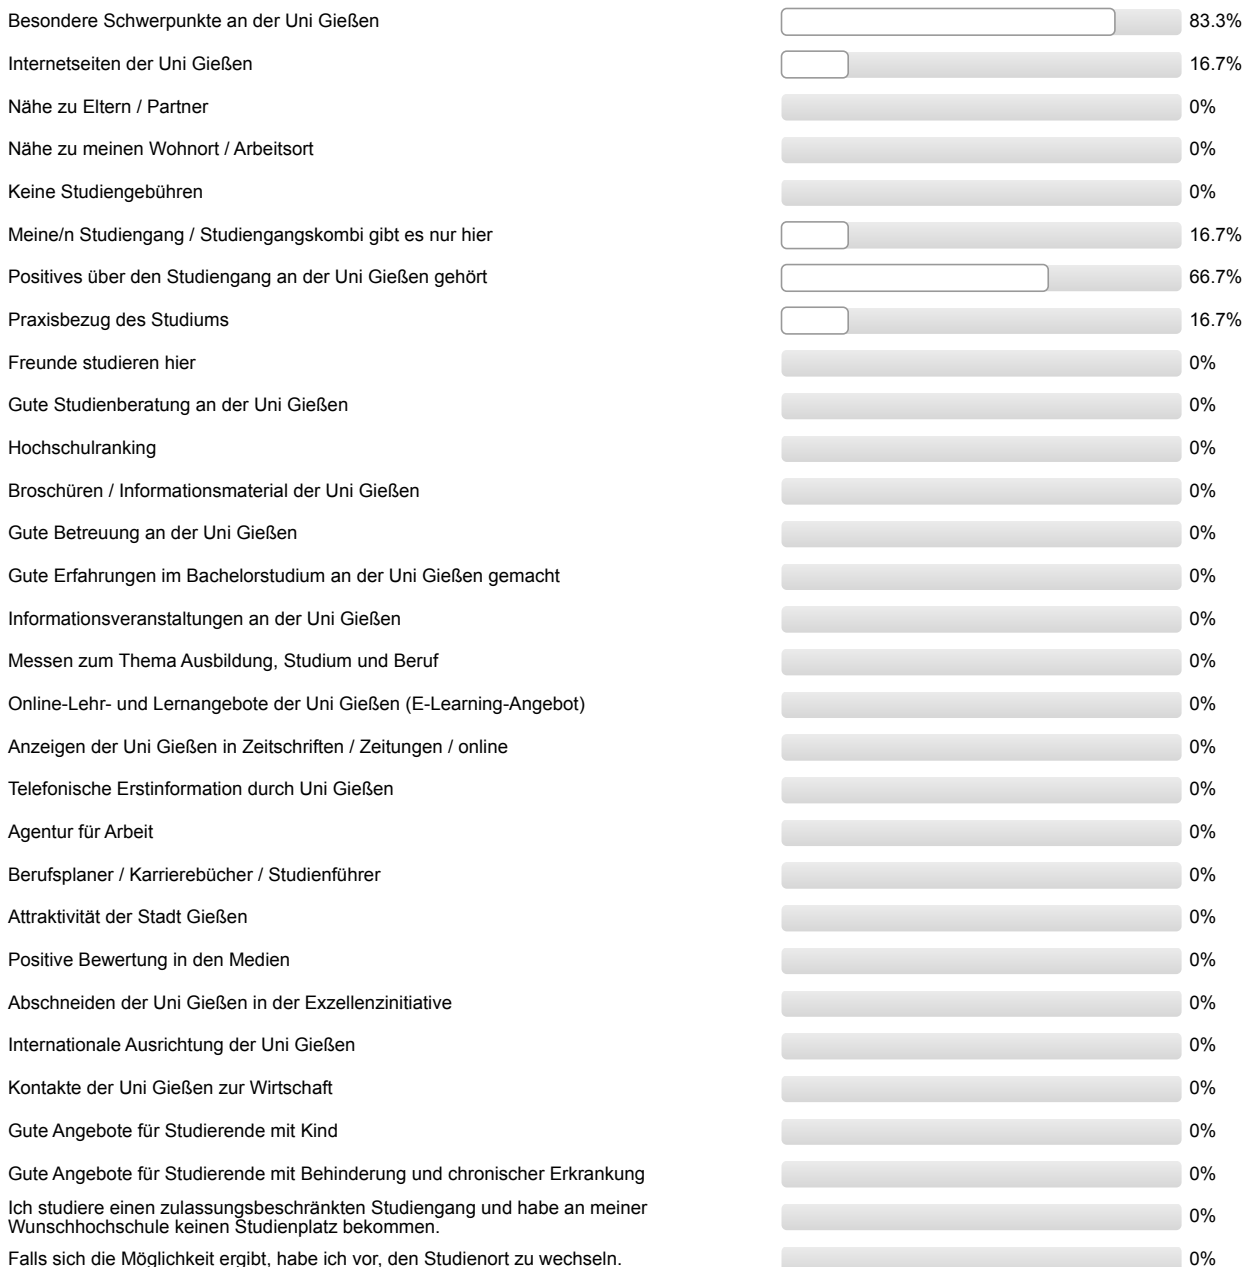 Besondere Schwerpunkte an der Uni Gießen 83.3%
Internetseiten der Uni Gießen 16.7%
Nähe zu Eltern / Partner 0%
Nähe zu meinen Wohnort / Arbeitsort 0%
Keine Studiengebühren 0%
Meine/n Studiengang / Studiengangskombi gibt es nur hier 16.7%
Positives über den Studiengang an der Uni Gießen gehört 66.7%
Praxisbezug des Studiums 16.7%
Freunde studieren hier 0%
Gute Studienberatung an der Uni Gießen 0%
Hochschulranking 0%
Broschüren / Informationsmaterial der Uni Gießen 0%
Gute Betreuung an der Uni Gießen 0%
Gute Erfahrungen im Bachelorstudium an der Uni Gießen gemacht 0%
Informationsveranstaltungen an der Uni Gießen 0%
Messen zum Thema Ausbildung, Studium und Beruf 0%
Online-Lehr- und Lernangebote der Uni Gießen (E-Learning-Angebot) 0%
Anzeigen der Uni Gießen in Zeitschriften / Zeitungen / online 0%
Telefonische Erstinformation durch Uni Gießen 0%
Agentur für Arbeit 0%
Berufsplaner / Karrierebücher / Studienführer 0%
Attraktivität der Stadt Gießen 0%
Positive Bewertung in den Medien 0%
Abschneiden der Uni Gießen in der Exzellenzinitiative 0%
Internationale Ausrichtung der Uni Gießen 0%
Kontakte der Uni Gießen zur Wirtschaft 0%
Gute Angebote für Studierende mit Kind 0%
Gute Angebote für Studierende mit Behinderung und chronischer Erkrankung 0%
Ich studiere einen zulassungsbeschränkten Studiengang und habe an meiner
Wunschhochschule keinen Studienplatz bekommen. 0%
Falls sich die Möglichkeit ergibt, habe ich vor, den Studienort zu wechseln. 0%